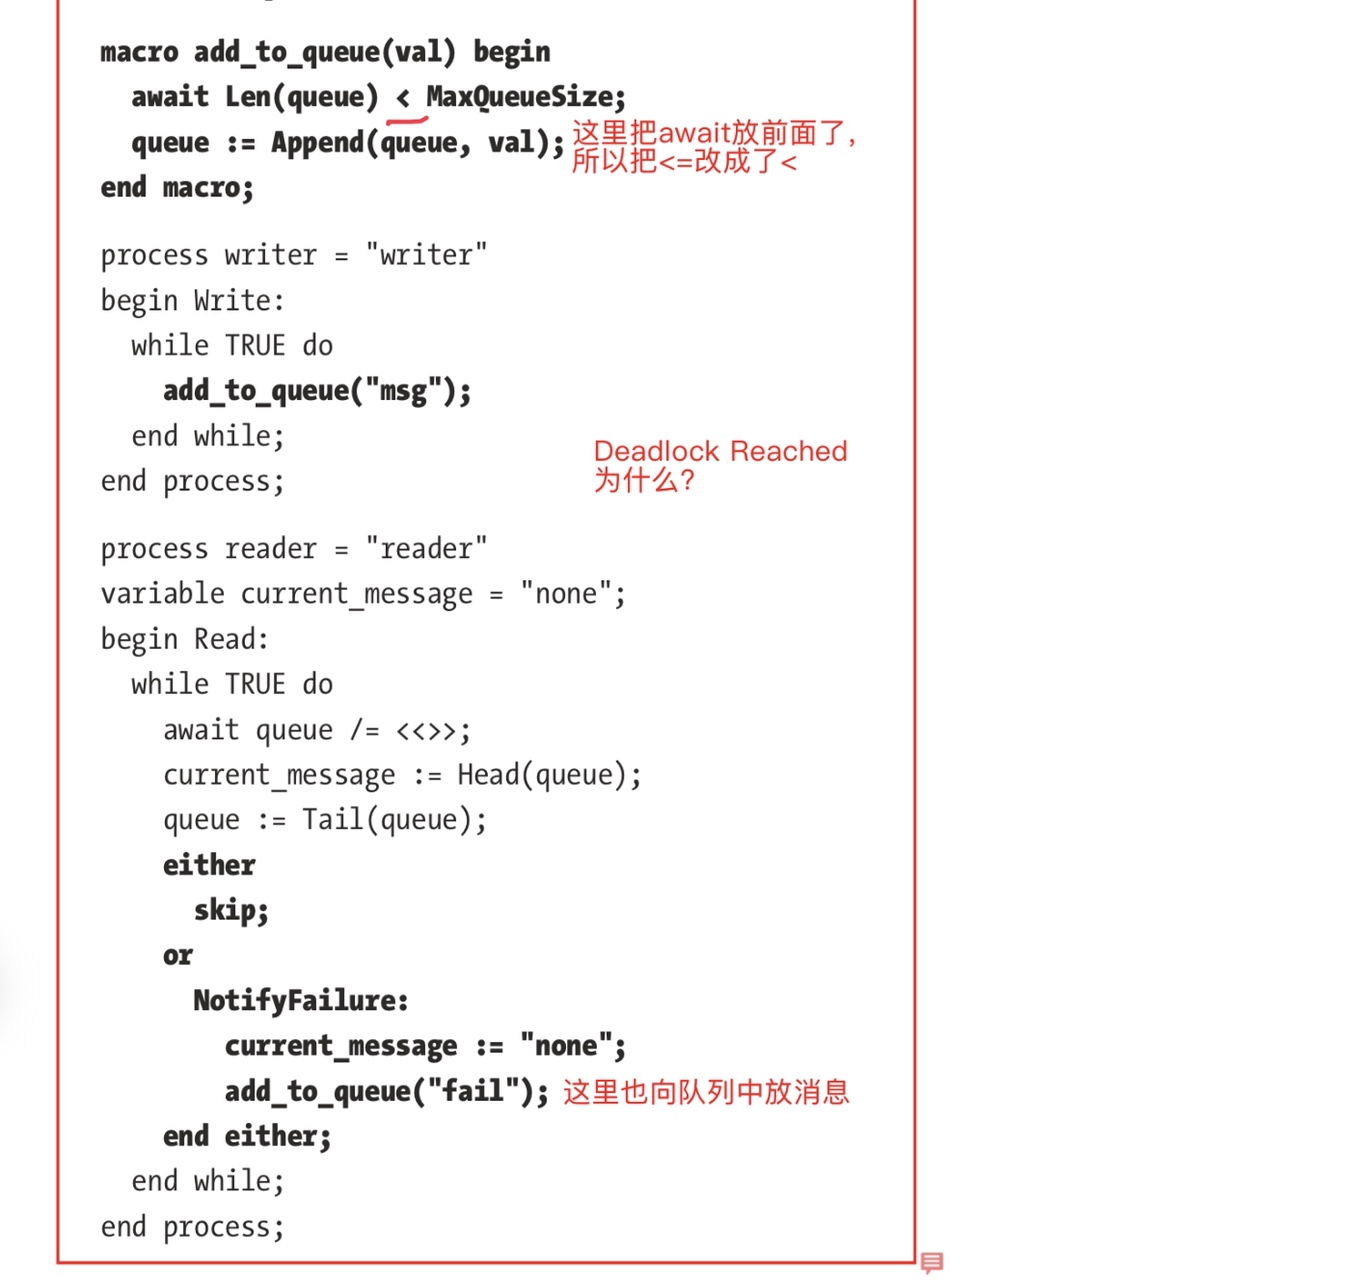 macro add_to_queue(val) begin
await Len(queue) < MaxQueueSize;
queue := Append(queue, val);
这里把await放前面了，
所以把<=改成了<
end macro;
process writer = "writer"
begin Write:
while TRUE do
add_to_queue("msg");
end while;
end process;
Deadlock Reached
为什么？
process reader = "reader"
variable current_message = "none";
begin Read:
while TRUE do
await queue /= <<>>;
current_message := Head(queue);
queue := Tail(queue);
either
skip;
or
NotifyFailure:
current_message := "none";
add_to_queue("fail"); 这里也向队列中放消息
end either;
end while;
end process;